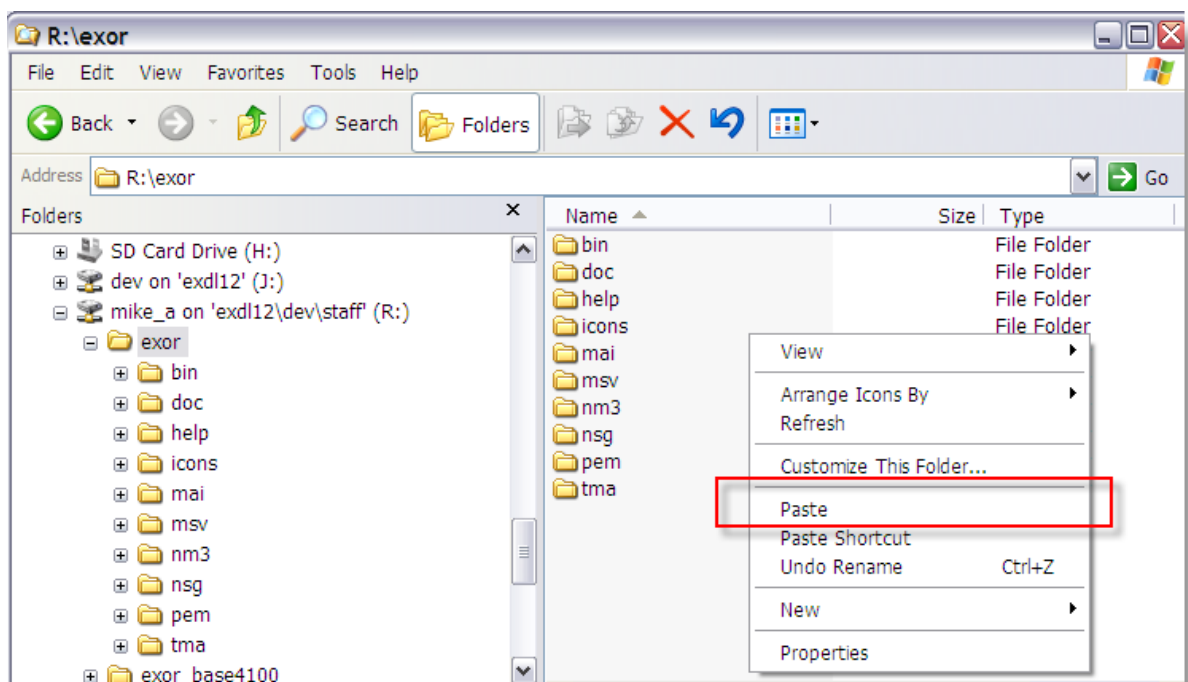 R:\exor
File Edit View Favorites Tools Help
Back Search Folders
Address R:\exor Go
Folders x
SD Card Drive (H:)
dev on 'exdl12' (J:)
mike_a on 'exdl12\dev\staff' (R:)
exor
bin
doc
help
icons
mai
msv
nm3
nsg
pem
tma
exor_base4100
Name Size Type
bin File Folder
doc File Folder
help File Folder
icons File Folder
mai
msv
nm3
nsg
pem
tma
View
Arrange Icons By
Refresh
Customize This Folder...
Paste
Paste Shortcut
Undo Rename Ctrl+Z
New
Properties